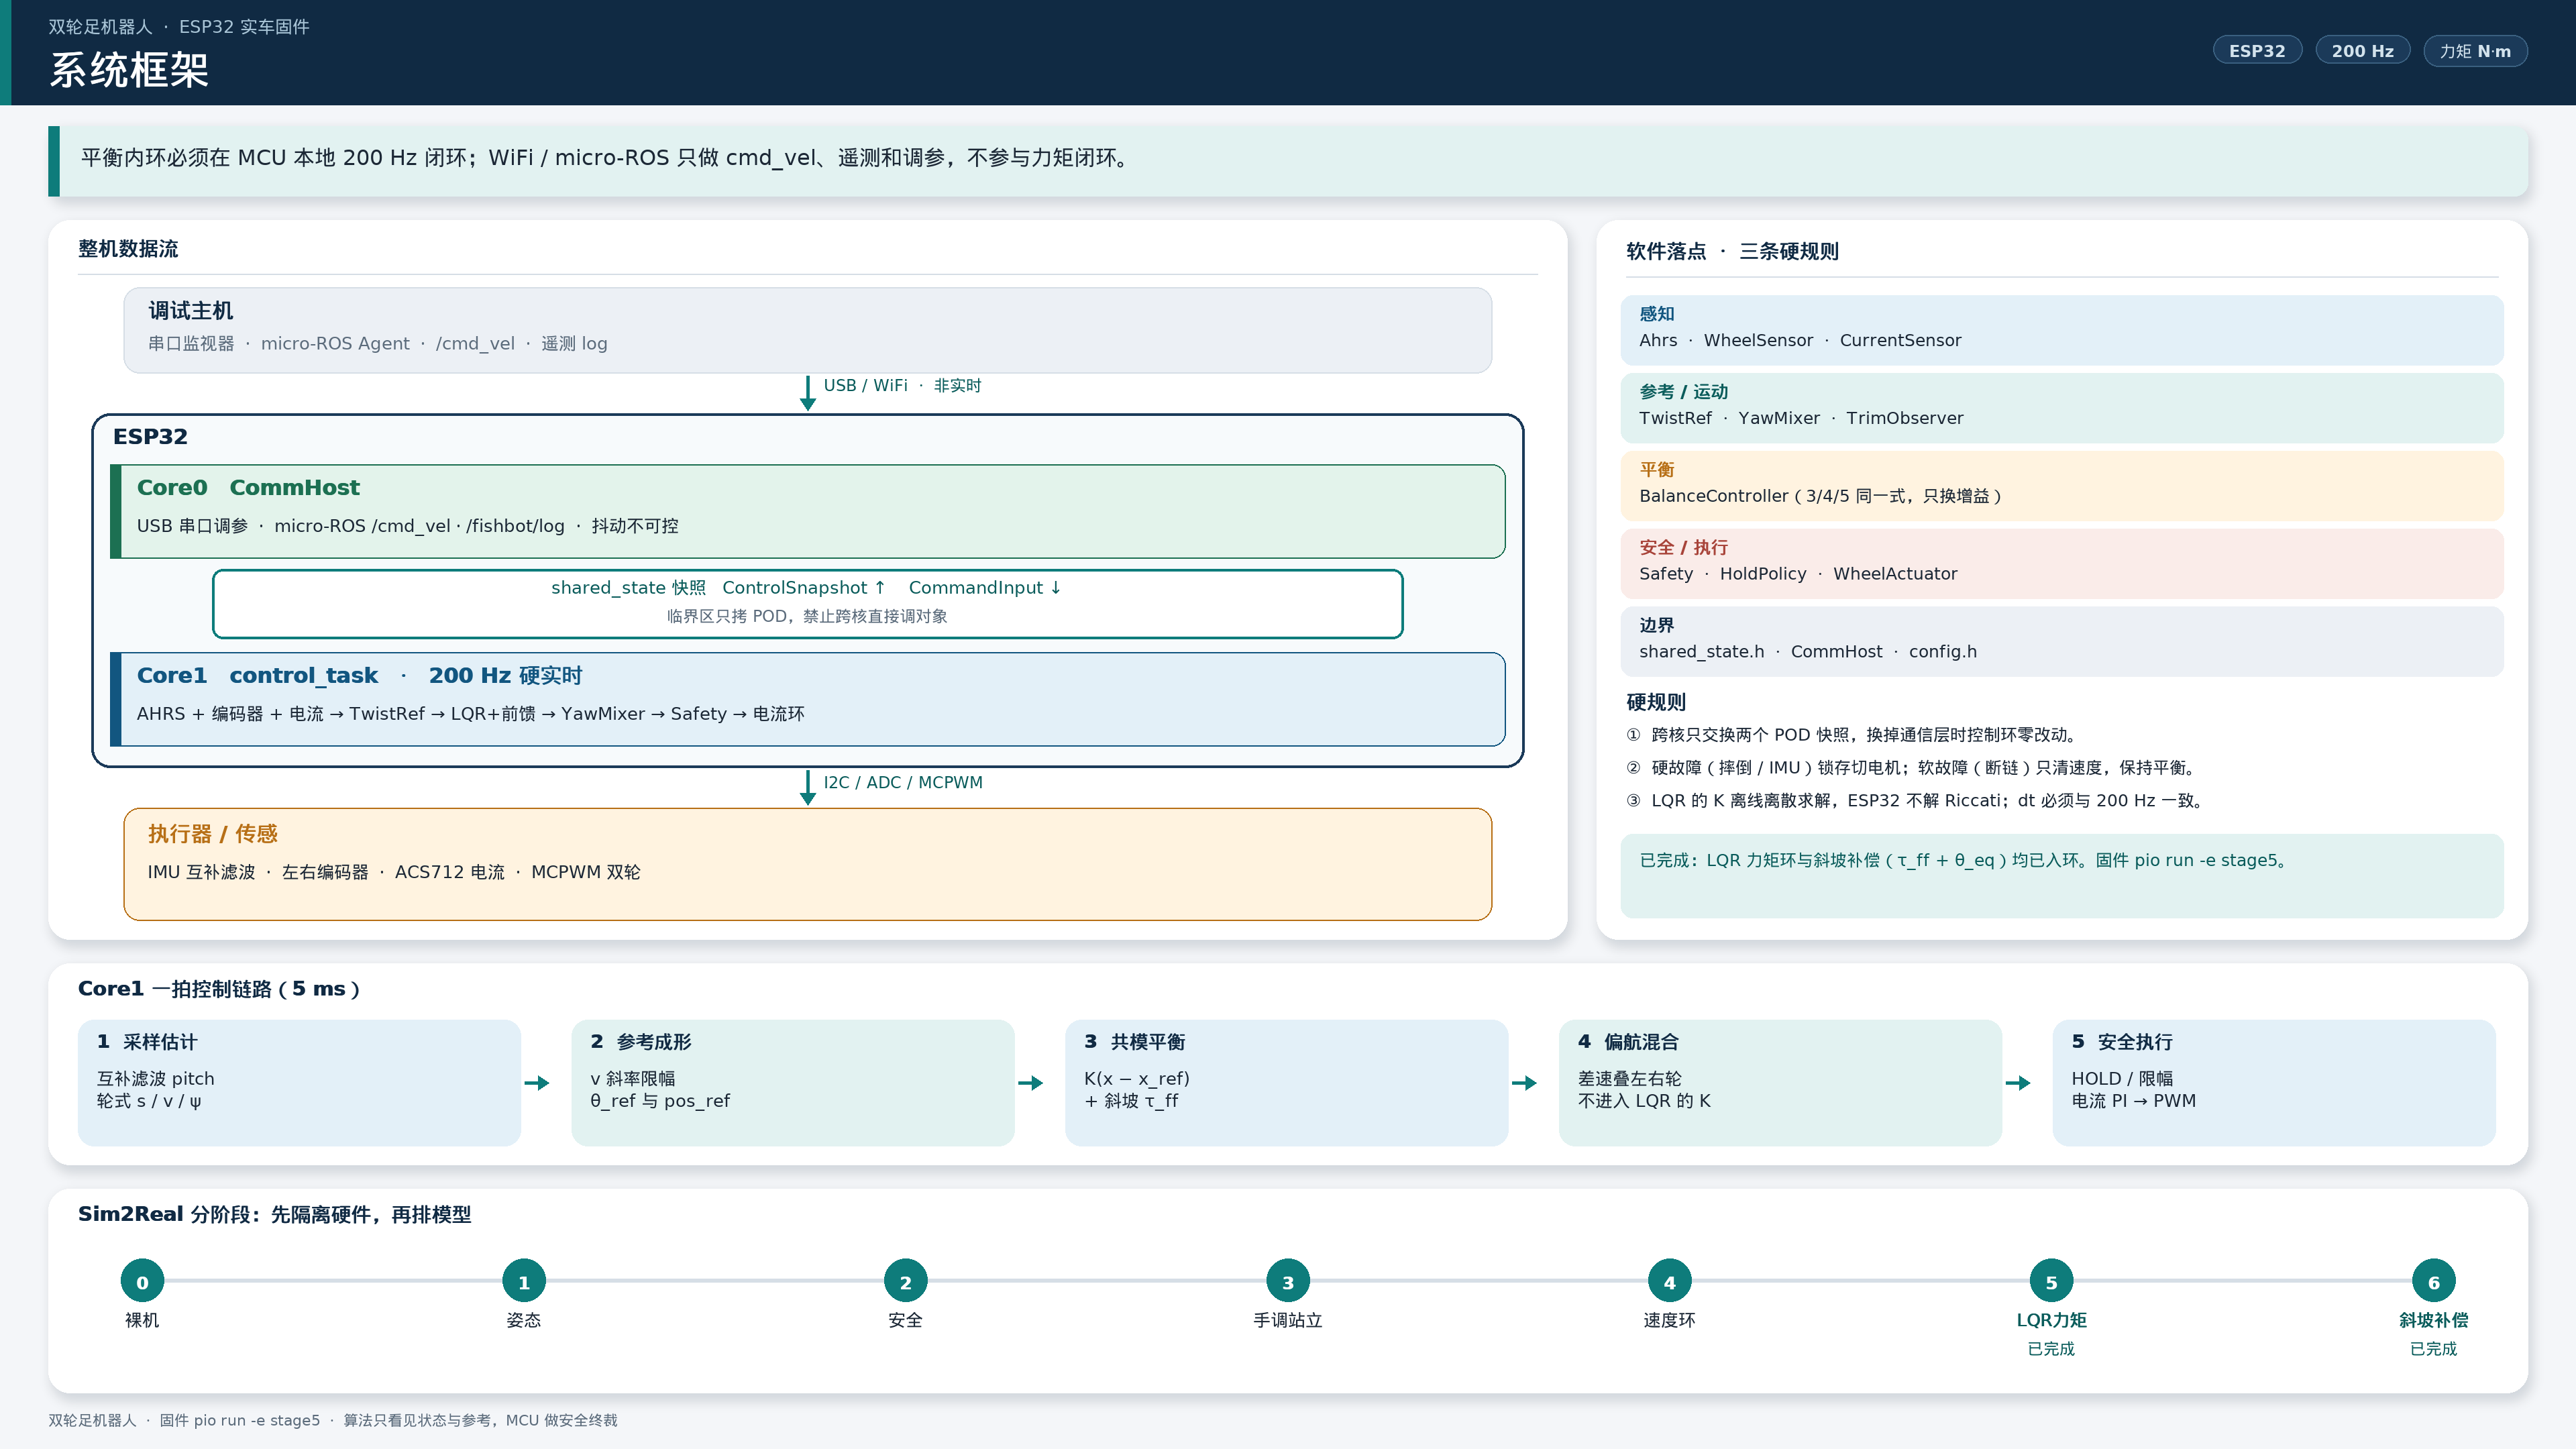 双轮足机器人 · ESP32 实车固件
系统框架
ESP32
200 Hz
力矩 N·m
平衡内环必须在 MCU 本地 200 Hz 闭环；WiFi / micro-ROS 只做 cmd_vel、遥测和调参，不参与力矩闭环。
整机数据流
调试主机
串口监视器 · micro-ROS Agent · /cmd_vel · 遥测 log
USB / WiFi · 非实时
ESP32
Core0 CommHost
USB 串口调参 · micro-ROS /cmd_vel · /fishbot/log · 抖动不可控
shared_state 快照 ControlSnapshot ↑ CommandInput ↓
临界区只拷 POD，禁止跨核直接调对象
Core1 control_task · 200 Hz 硬实时
AHRS + 编码器 + 电流 → TwistRef → LQR+前馈 → YawMixer → Safety → 电流环
I2C / ADC / MCPWM
执行器 / 传感
IMU 互补滤波 · 左右编码器 · ACS712 电流 · MCPWM 双轮
软件落点 · 三条硬规则
感知
Ahrs · WheelSensor · CurrentSensor
参考 / 运动
TwistRef · YawMixer · TrimObserver
平衡
BalanceController（3/4/5 同一式，只换增益）
安全 / 执行
Safety · HoldPolicy · WheelActuator
边界
shared_state.h · CommHost · config.h
硬规则
① 跨核只交换两个 POD 快照，换掉通信层时控制环零改动。
② 硬故障（摔倒 / IMU）锁存切电机；软故障（断链）只清速度，保持平衡。
③ LQR 的 K 离线离散求解，ESP32 不解 Riccati；dt 必须与 200 Hz 一致。
已完成：LQR 力矩环与斜坡补偿（τ_ff + θ_eq）均已入环。固件 pio run -e stage5。
Core1 一拍控制链路（5 ms）
1 采样估计
互补滤波 pitch
轮式 s / v / ψ
2 参考成形
v 斜率限幅
θ_ref 与 pos_ref
3 共模平衡
K(x − x_ref)
+ 斜坡 τ_ff
4 偏航混合
差速叠左右轮
不进入 LQR 的 K
5 安全执行
HOLD / 限幅
电流 PI → PWM
Sim2Real 分阶段：先隔离硬件，再排模型
0
裸机
1
姿态
2
安全
3
手调站立
4
速度环
5
LQR力矩
已完成
6
斜坡补偿
已完成
双轮足机器人 · 固件 pio run -e stage5 · 算法只看见状态与参考，MCU 做安全终裁